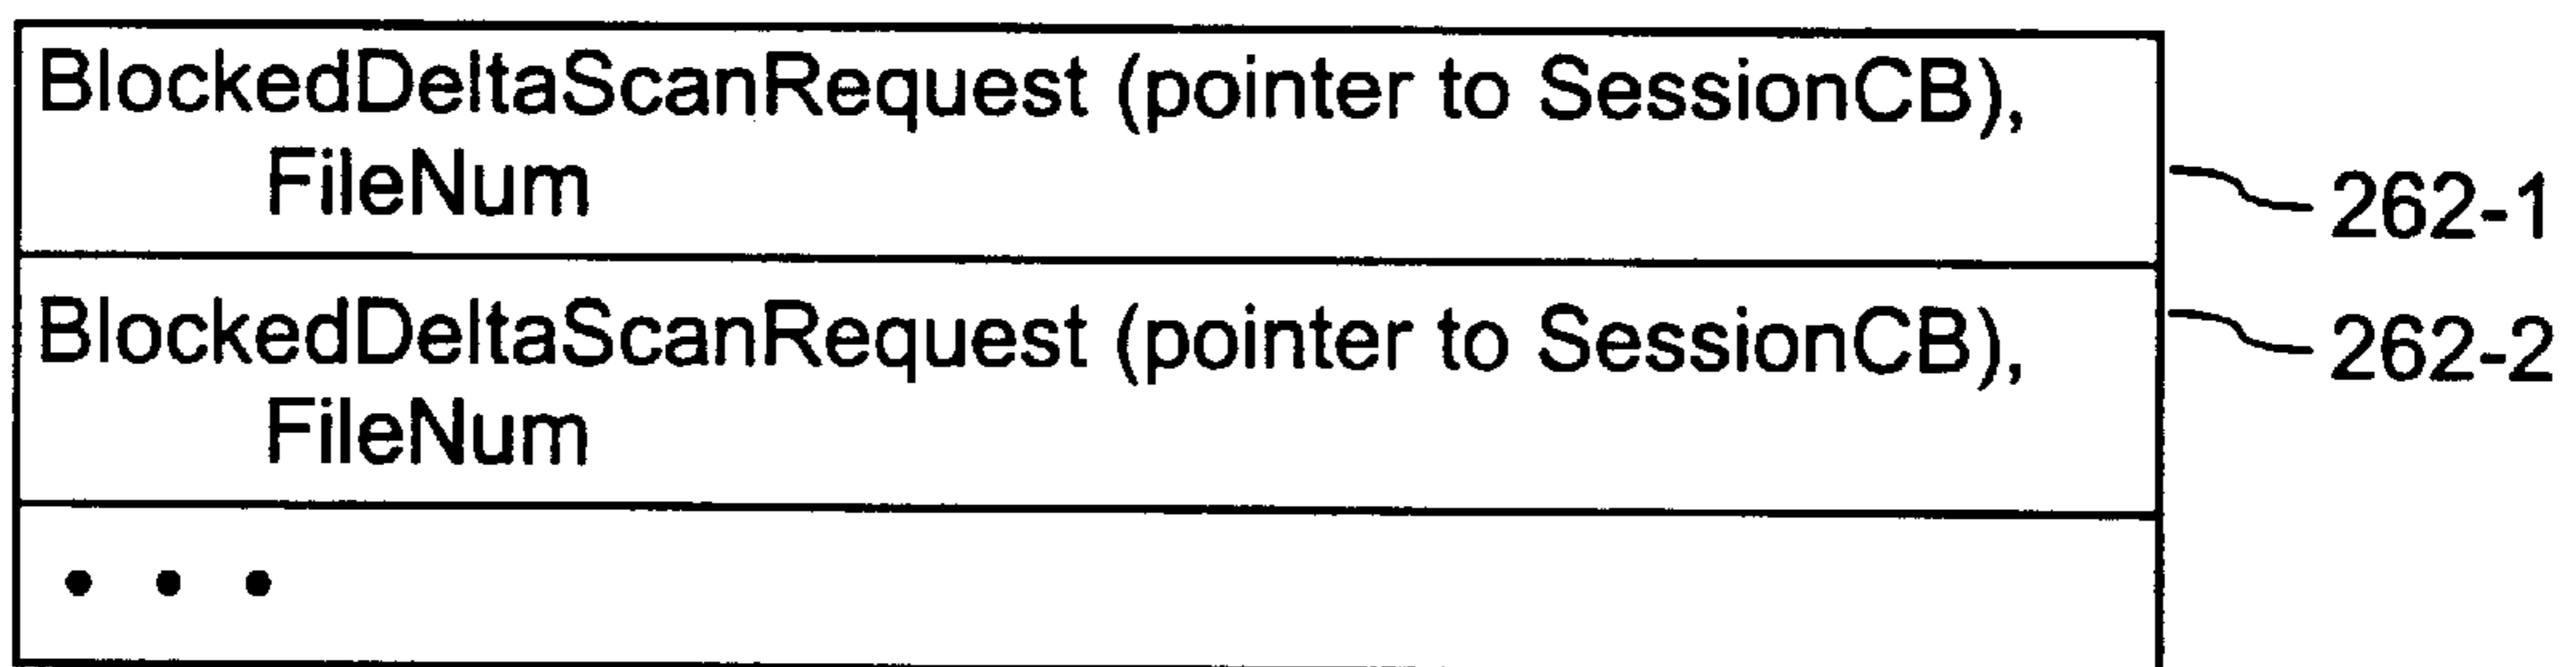 BlockedDeltaScanRequest (pointer to SessionCB),
FileNum
262-1
BlockedDeltaScanRequest (pointer to SessionCB),
262-2
FileNum
• • •